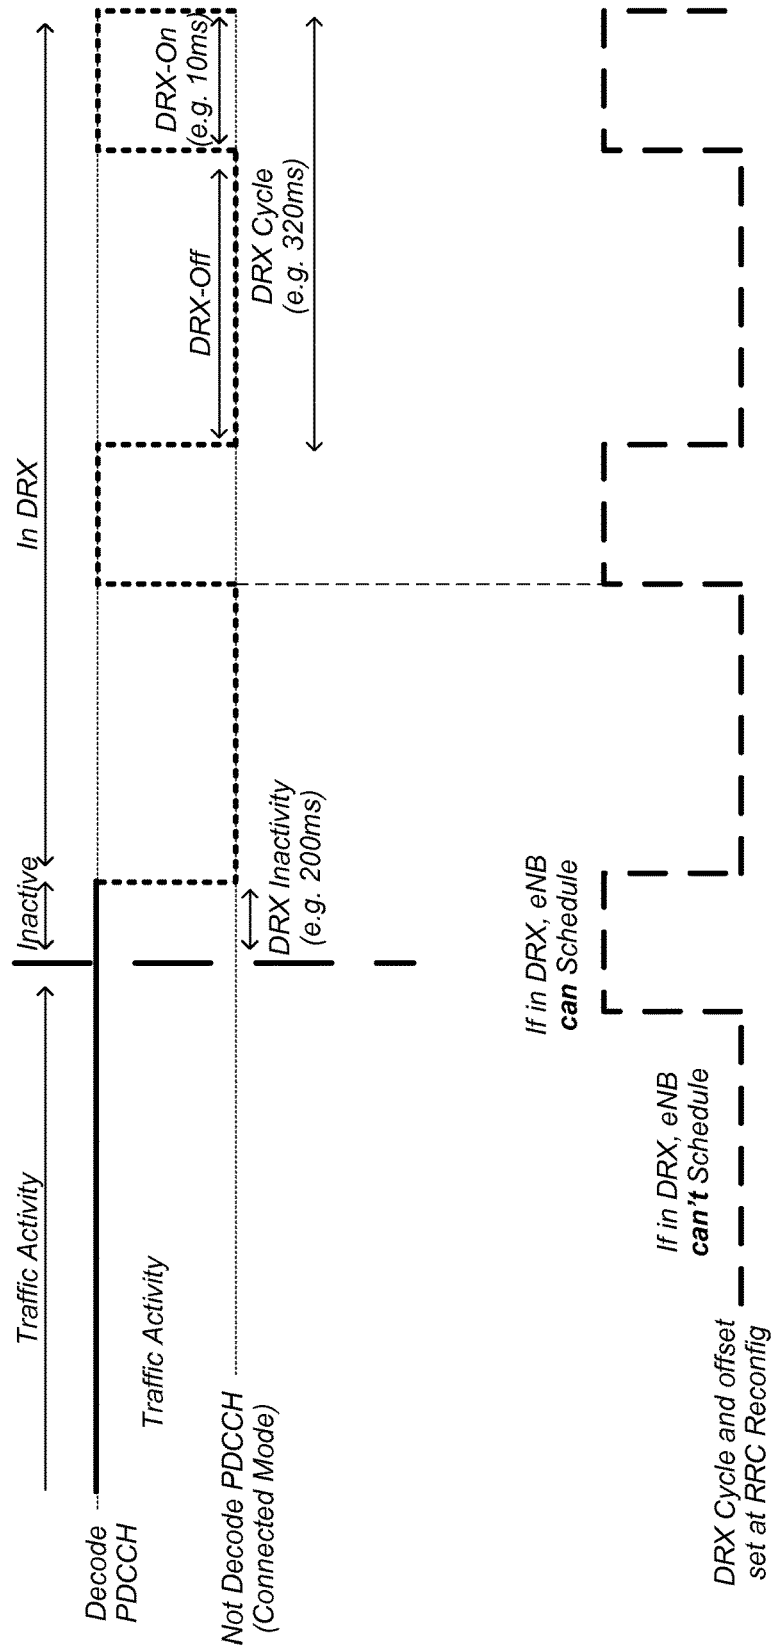 Traffic Activity
Inactive
In DRX
Decode
PDCCH
Traffic Activity
DRX-Off
DRX-On
(e.g. 10ms)
Not Decode PDCCH
(Connected Mode)
DRX Inactivity
(e.g. 200ms)
DRX Cycle
(e.g. 320ms)
If in DRX, eNB
can Schedule
If in DRX, eNB
can't Schedule
DRX Cycle and offset
set at RRC Reconfig